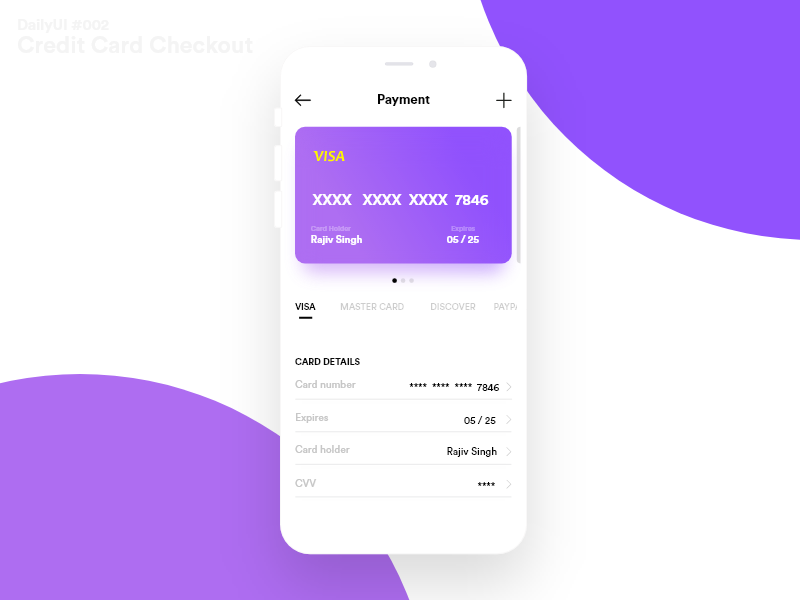 DailyUI #002
Credit Card Checkout
Payment
VISA
XXXX XXXX XXXX 7846
Card Holder Expires
Rajiv Singh 05 / 25
VISA MASTER CARD DISCOVER PAYPA
CARD DETAILS
Card number **** **** **** 7846
Expires 05 / 25
Card holder Rajiv Singh
CVV ****